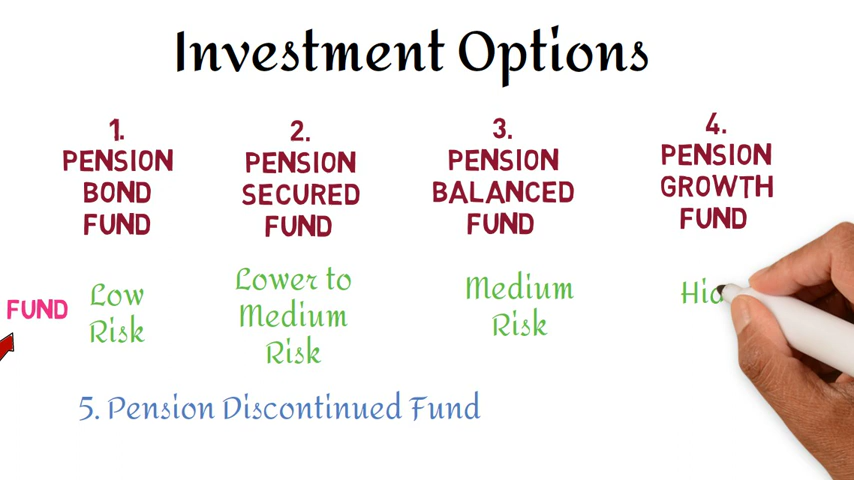 Investment Options
1.
PENSION
BOND
FUND
2.
PENSION
SECURED
FUND
3.
PENSION
BALANCED
FUND
4.
PENSION
GROWTH
FUND
FUND
Low
Risk
Lower to
Medium
Risk
Medium
Risk
5. Pension Discontinued Fund